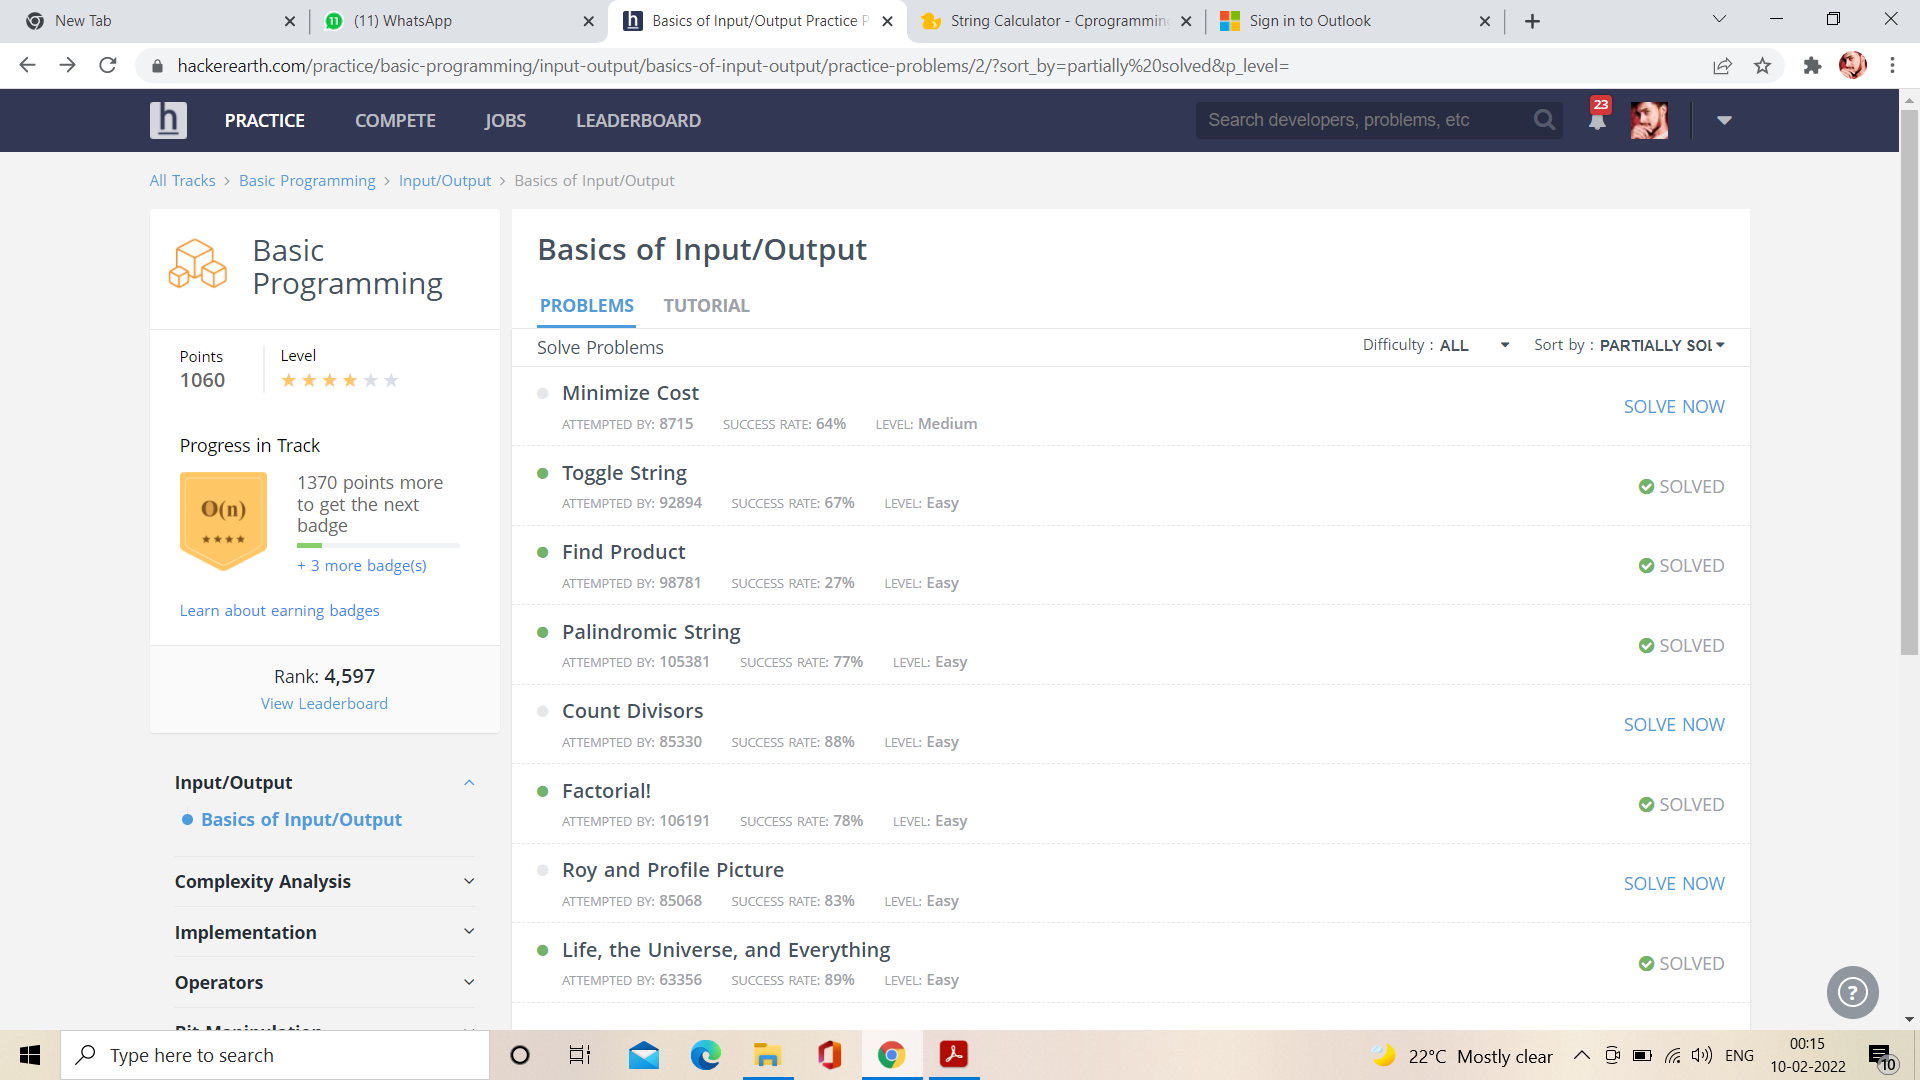 New Tab
(11) WhatsApp
Basics of Input/Output Practice P
String Calculator - Cprogramming
Sign in to Outlook
hackerearth.com/practice/basic-programming/input-output/basics-of-input-output/practice-problems/2/?sort_by=partially%20solved&p_level=
h PRACTICE COMPETE JOBS LEADERBOARD
Search developers, problems, etc
23
All Tracks > Basic Programming > Input/Output > Basics of Input/Output
Basic
Programming
Points
1060
Level
Progress in Track
O(n)
1370 points more
to get the next
badge
+ 3 more badge(s)
Learn about earning badges
Rank: 4,597
View Leaderboard
Input/Output
Basics of Input/Output
Complexity Analysis
Implementation
Operators
Bit Manipulation
Basics of Input/Output
PROBLEMS TUTORIAL
Solve Problems
Difficulty : ALL
Sort by : PARTIALLY SOL
Minimize Cost
ATTEMPTED BY: 8715 SUCCESS RATE: 64% LEVEL: Medium
SOLVE NOW
Toggle String
ATTEMPTED BY: 92894 SUCCESS RATE: 67% LEVEL: Easy
SOLVED
Find Product
ATTEMPTED BY: 98781 SUCCESS RATE: 27% LEVEL: Easy
SOLVED
Palindromic String
ATTEMPTED BY: 105381 SUCCESS RATE: 77% LEVEL: Easy
SOLVED
Count Divisors
ATTEMPTED BY: 85330 SUCCESS RATE: 88% LEVEL: Easy
SOLVE NOW
Factorial!
ATTEMPTED BY: 106191 SUCCESS RATE: 78% LEVEL: Easy
SOLVED
Roy and Profile Picture
ATTEMPTED BY: 85068 SUCCESS RATE: 83% LEVEL: Easy
SOLVE NOW
Life, the Universe, and Everything
ATTEMPTED BY: 63356 SUCCESS RATE: 89% LEVEL: Easy
SOLVED
?
Type here to search
22°C Mostly clear
ENG
00:15
10-02-2022
10